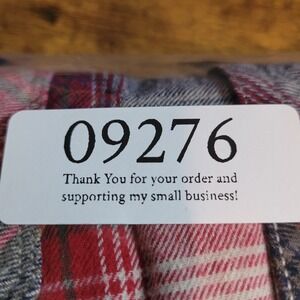 09276
Thank You for your order and
supporting my small business!